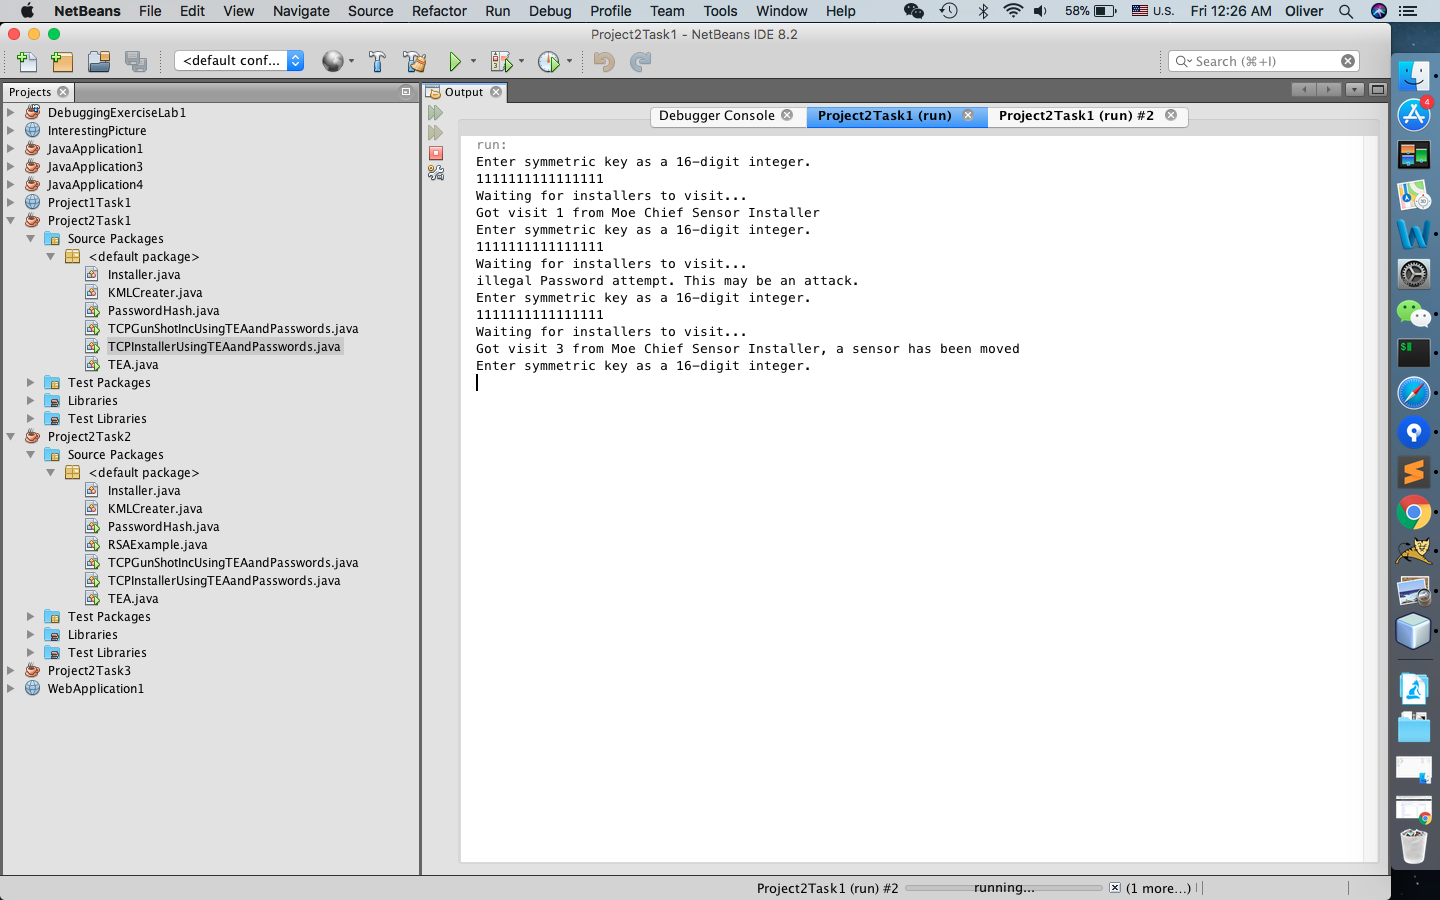 NetBeans File Edit View Navigate Source Refactor Run Debug Profile Team Tools Window Help 58% U.S. Fri 12:26 AM Oliver
Project2Task1 - NetBeans IDE 8.2
<default conf... Search (⌘+I)
Projects
DebuggingExerciseLab1
InterestingPicture
JavaApplication1
JavaApplication3
JavaApplication4
Project1Task1
Project2Task1
Source Packages
<default package>
Installer.java
KMLCreater.java
PasswordHash.java
TCPGunShotIncUsingTEAandPasswords.java
TCPInstallerUsingTEAandPasswords.java
TEA.java
Test Packages
Libraries
Test Libraries
Project2Task2
Source Packages
<default package>
Installer.java
KMLCreater.java
PasswordHash.java
RSAExample.java
TCPGunShotIncUsingTEAandPasswords.java
TCPInstallerUsingTEAandPasswords.java
TEA.java
Test Packages
Libraries
Test Libraries
Project2Task3
WebApplication1
Output
Debugger Console Project2Task1 (run) Project2Task1 (run) #2
run:
Enter symmetric key as a 16-digit integer.
1111111111111111
Waiting for installers to visit...
Got visit 1 from Moe Chief Sensor Installer
Enter symmetric key as a 16-digit integer.
1111111111111111
Waiting for installers to visit...
illegal Password attempt. This may be an attack.
Enter symmetric key as a 16-digit integer.
1111111111111111
Waiting for installers to visit...
Got visit 3 from Moe Chief Sensor Installer, a sensor has been moved
Enter symmetric key as a 16-digit integer.
4
Project2Task1 (run) #2 running... (1 more...)